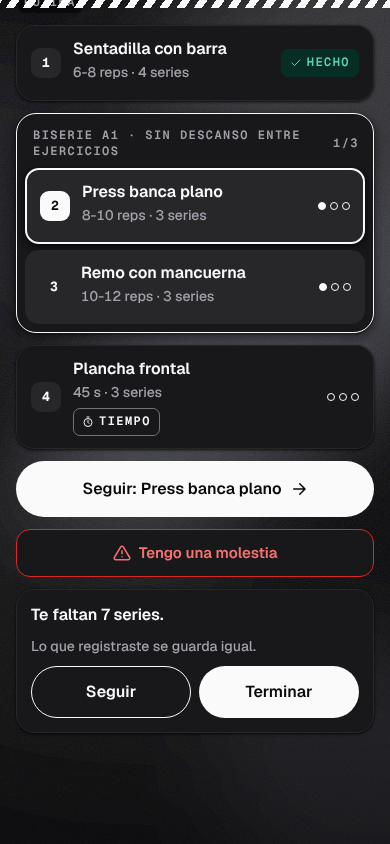 1
Sentadilla con barra
6-8 reps · 4 series
HECHO
BISERIE A1 · SIN DESCANSO ENTRE
EJERCICIOS
1/3
2
Press banca plano
8-10 reps · 3 series
3
Remo con mancuerna
10-12 reps · 3 series
4
Plancha frontal
45 s · 3 series
TIEMPO
Seguir: Press banca plano →
Tengo una molestia
Te faltan 7 series.
Lo que registraste se guarda igual.
Seguir
Terminar